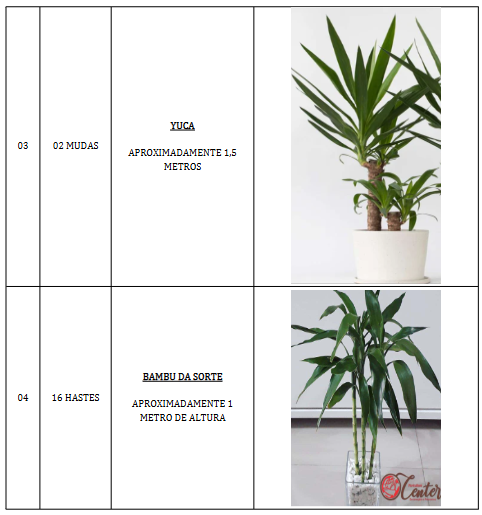 03
02 MUDAS
YUCA
APROXIMADAMENTE 1,5
METROS
04
16 HASTES
BAMBU DA SORTE
APROXIMADAMENTE 1
METRO DE ALTURA
Center